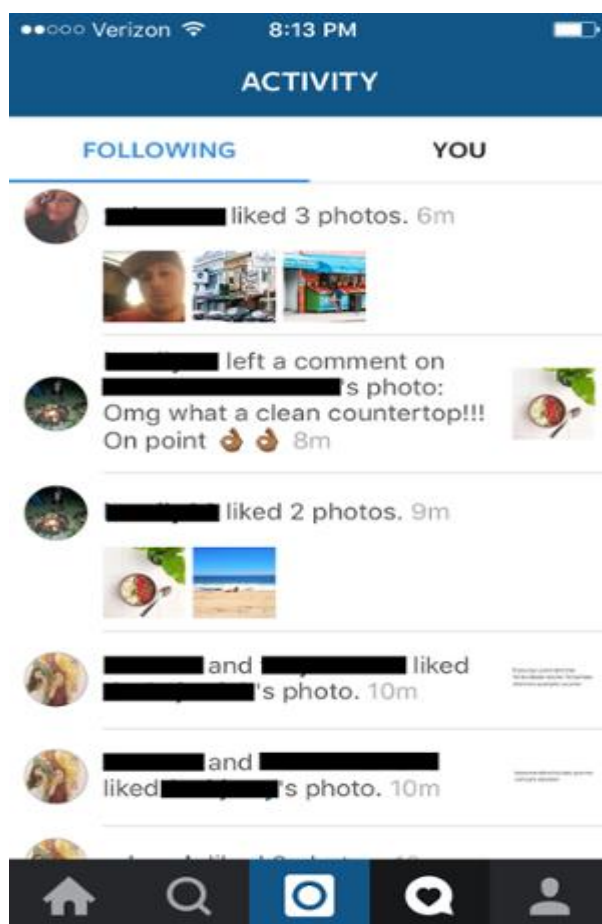 Verizon 8:13 PM
ACTIVITY
FOLLOWING YOU
liked 3 photos. 6m
left a comment on
's photo:
Omg what a clean countertop!!!
On point 👌🏾 👌🏾 8m
liked 2 photos. 9m
and liked
's photo. 10m
and
liked 's photo. 10m